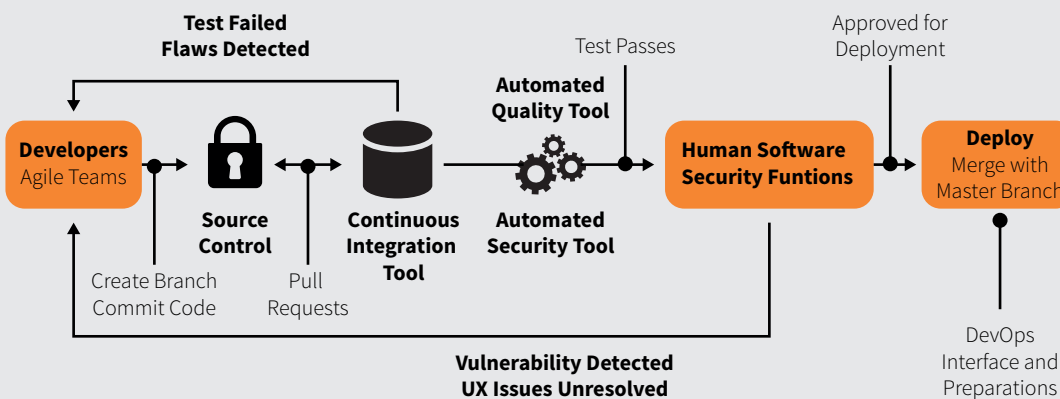 Test Failed
Flaws Detected
Test Passes
Approved for
Deployment
Automated
Quality Tool
Developers
Agile Teams
Human Software
Security Funtions
Deploy
Merge with
Master Branch
Source
Control
Continuous
Integration
Tool
Automated
Security Tool
Create Branch
Commit Code
Pull
Requests
Vulnerability Detected
UX Issues Unresolved
DevOps
Interface and
Preparations